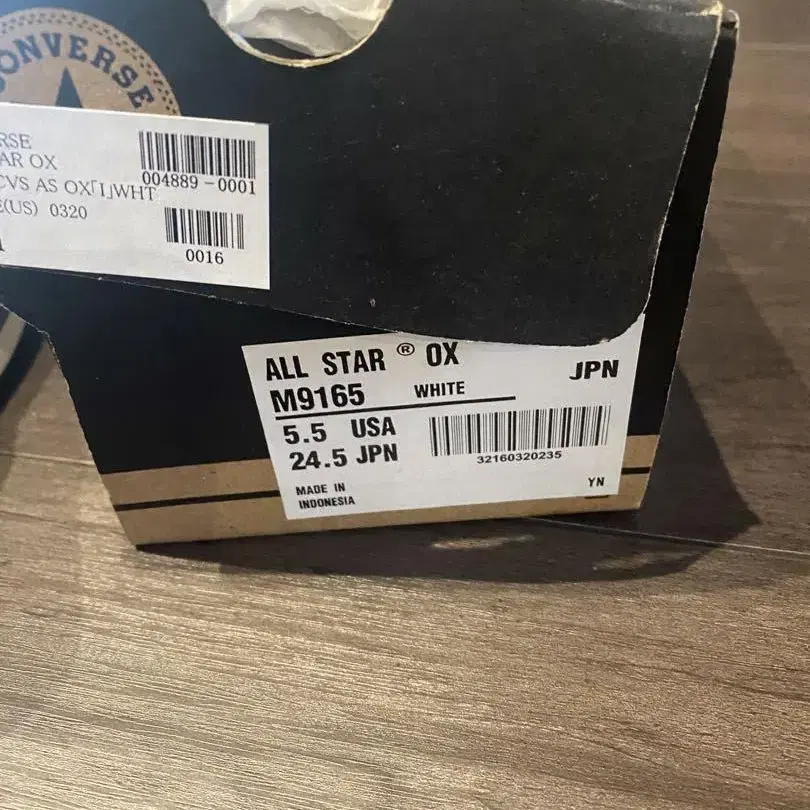 CONVERSE
RSE
AR OX
CVS AS OX「I」WHT
(US) 0320
004889-0001
0016
ALL STAR ® OX
JPN
M9165 WHITE
5.5 USA
24.5 JPN
32160320235
MADE IN
INDONESIA
YN